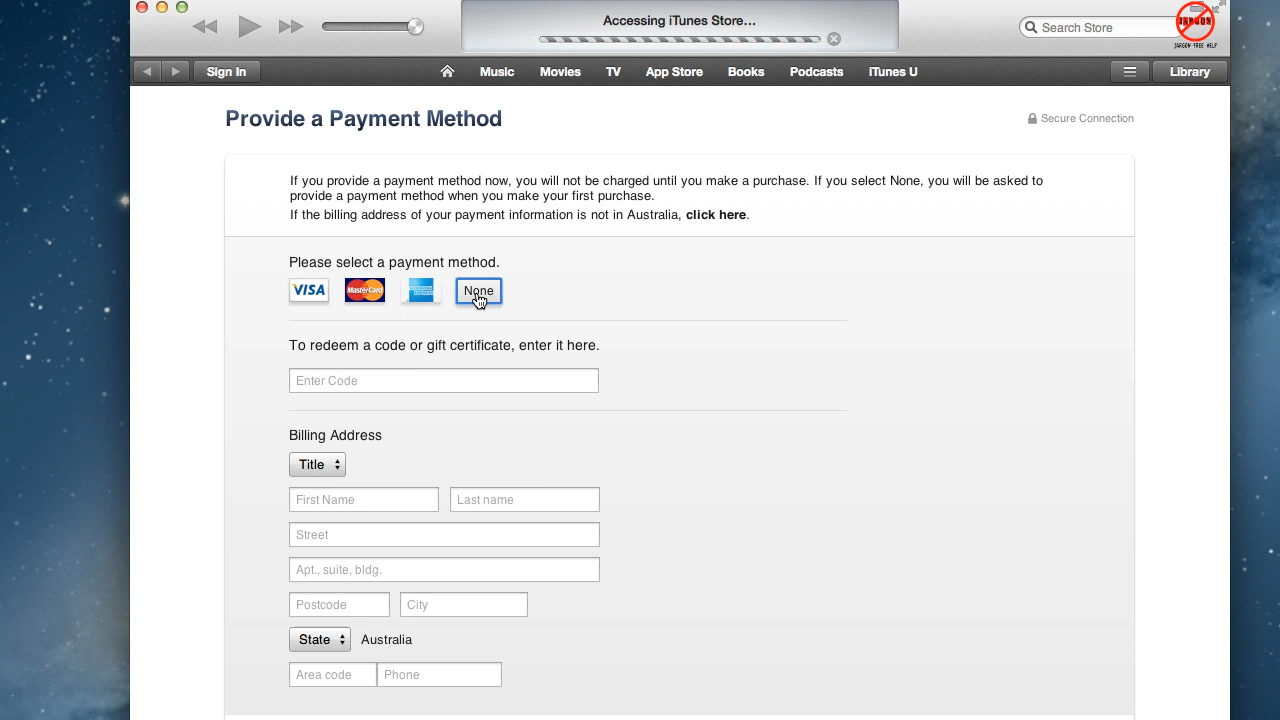 Accessing iTunes Store...
Search Store
JARGON
JARGON FREE HELP
Sign In
Music
Movies
TV
App Store
Books
Podcasts
iTunes U
Library
Provide a Payment Method
Secure Connection
If you provide a payment method now, you will not be charged until you make a purchase. If you select None, you will be asked to
provide a payment method when you make your first purchase.
If the billing address of your payment information is not in Australia, click here.
Please select a payment method.
VISA
MasterCard
None
To redeem a code or gift certificate, enter it here.
Enter Code
Billing Address
Title
First Name
Last name
Street
Apt., suite, bldg.
Postcode
City
State
Australia
Area code
Phone